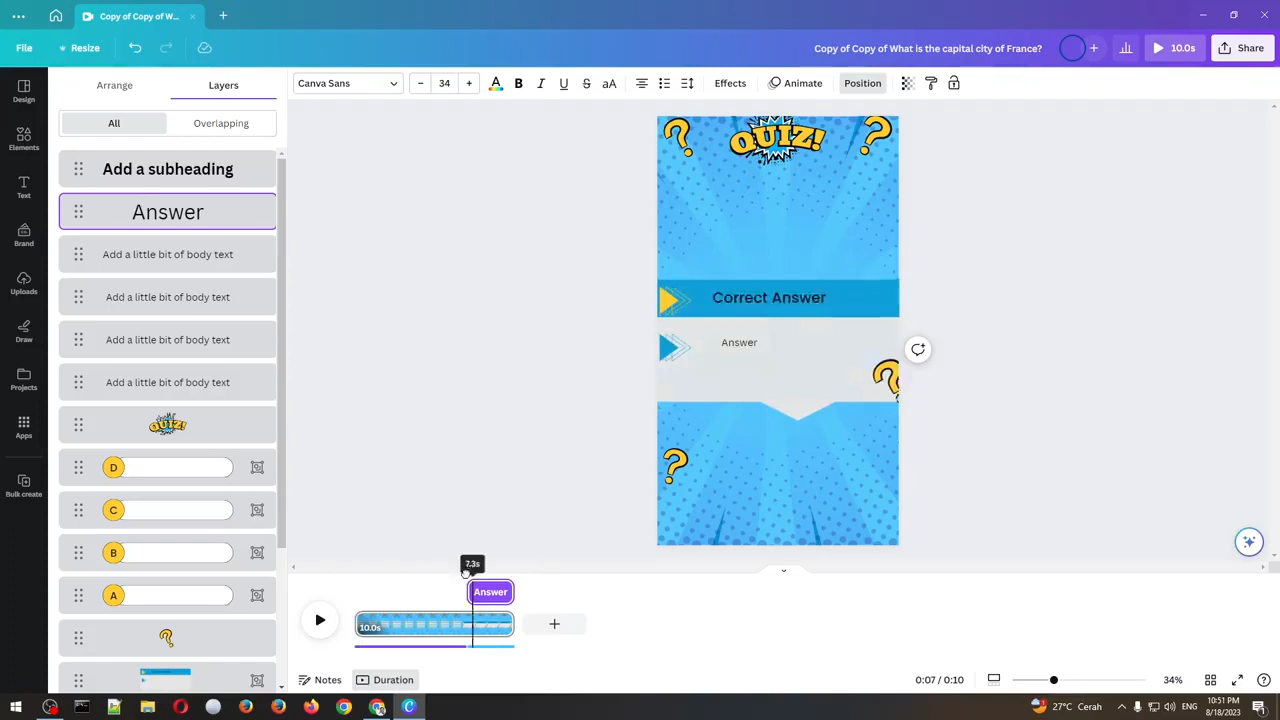 Copy of Copy of W...
File
Resize
Copy of Copy of What is the capital city of France?
10.0s
Share
Design
Elements
Text
Brand
Uploads
Draw
Projects
Apps
Bulk create
Arrange
Layers
All
Overlapping
Add a subheading
Answer
Add a little bit of body text
Add a little bit of body text
Add a little bit of body text
Add a little bit of body text
QUIZ!
D
C
B
A
?
Canva Sans
34
A
B
I
U
S
aA
Effects
Animate
Position
? QUIZ! ?
Correct Answer
Answer
?
?
7.3s
Answer
10.0s
Notes
Duration
0:07 / 0:10
34%
27°C Cerah
ENG
10:51 PM
8/18/2023